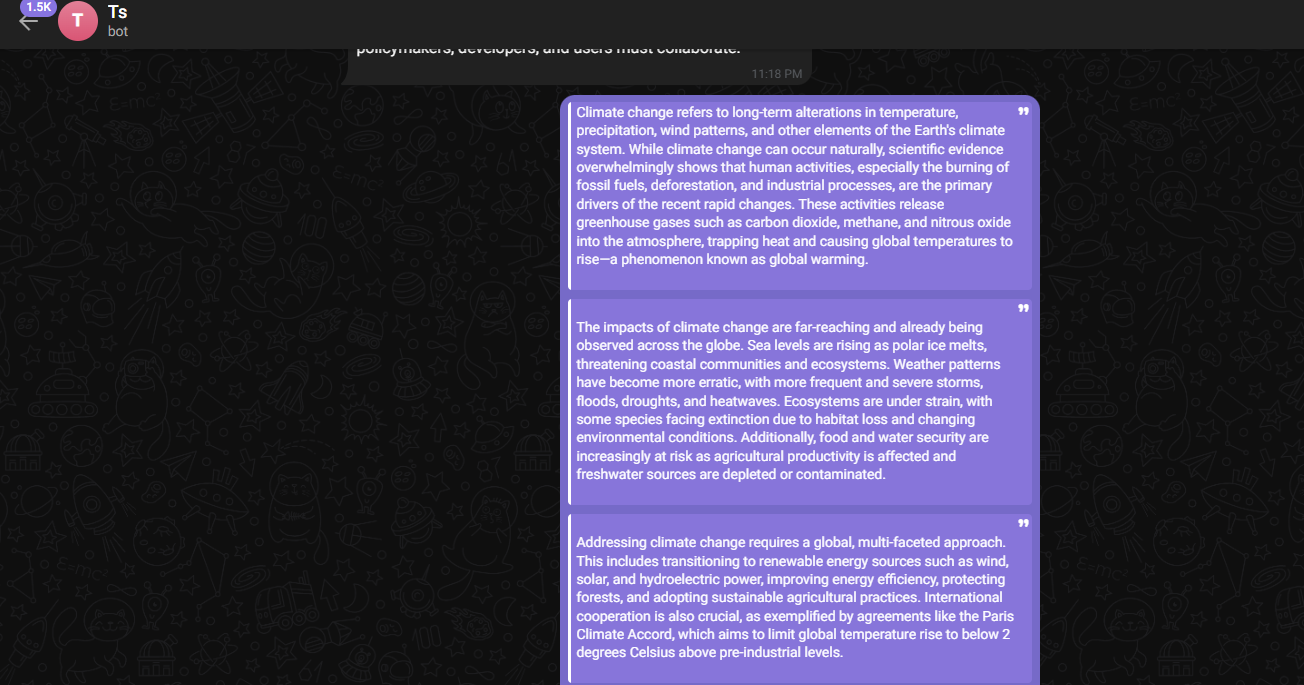 1.5K
T
Ts
bot
policymakers, developers, and users must collaborate.
11:18 PM
Climate change refers to long-term alterations in temperature,
precipitation, wind patterns, and other elements of the Earth's climate
system. While climate change can occur naturally, scientific evidence
overwhelmingly shows that human activities, especially the burning of
fossil fuels, deforestation, and industrial processes, are the primary
drivers of the recent rapid changes. These activities release
greenhouse gases such as carbon dioxide, methane, and nitrous oxide
into the atmosphere, trapping heat and causing global temperatures to
rise—a phenomenon known as global warming.
The impacts of climate change are far-reaching and already being
observed across the globe. Sea levels are rising as polar ice melts,
threatening coastal communities and ecosystems. Weather patterns
have become more erratic, with more frequent and severe storms,
floods, droughts, and heatwaves. Ecosystems are under strain, with
some species facing extinction due to habitat loss and changing
environmental conditions. Additionally, food and water security are
increasingly at risk as agricultural productivity is affected and
freshwater sources are depleted or contaminated.
Addressing climate change requires a global, multi-faceted approach.
This includes transitioning to renewable energy sources such as wind,
solar, and hydroelectric power, improving energy efficiency, protecting
forests, and adopting sustainable agricultural practices. International
cooperation is also crucial, as exemplified by agreements like the Paris
Climate Accord, which aims to limit global temperature rise to below 2
degrees Celsius above pre-industrial levels.